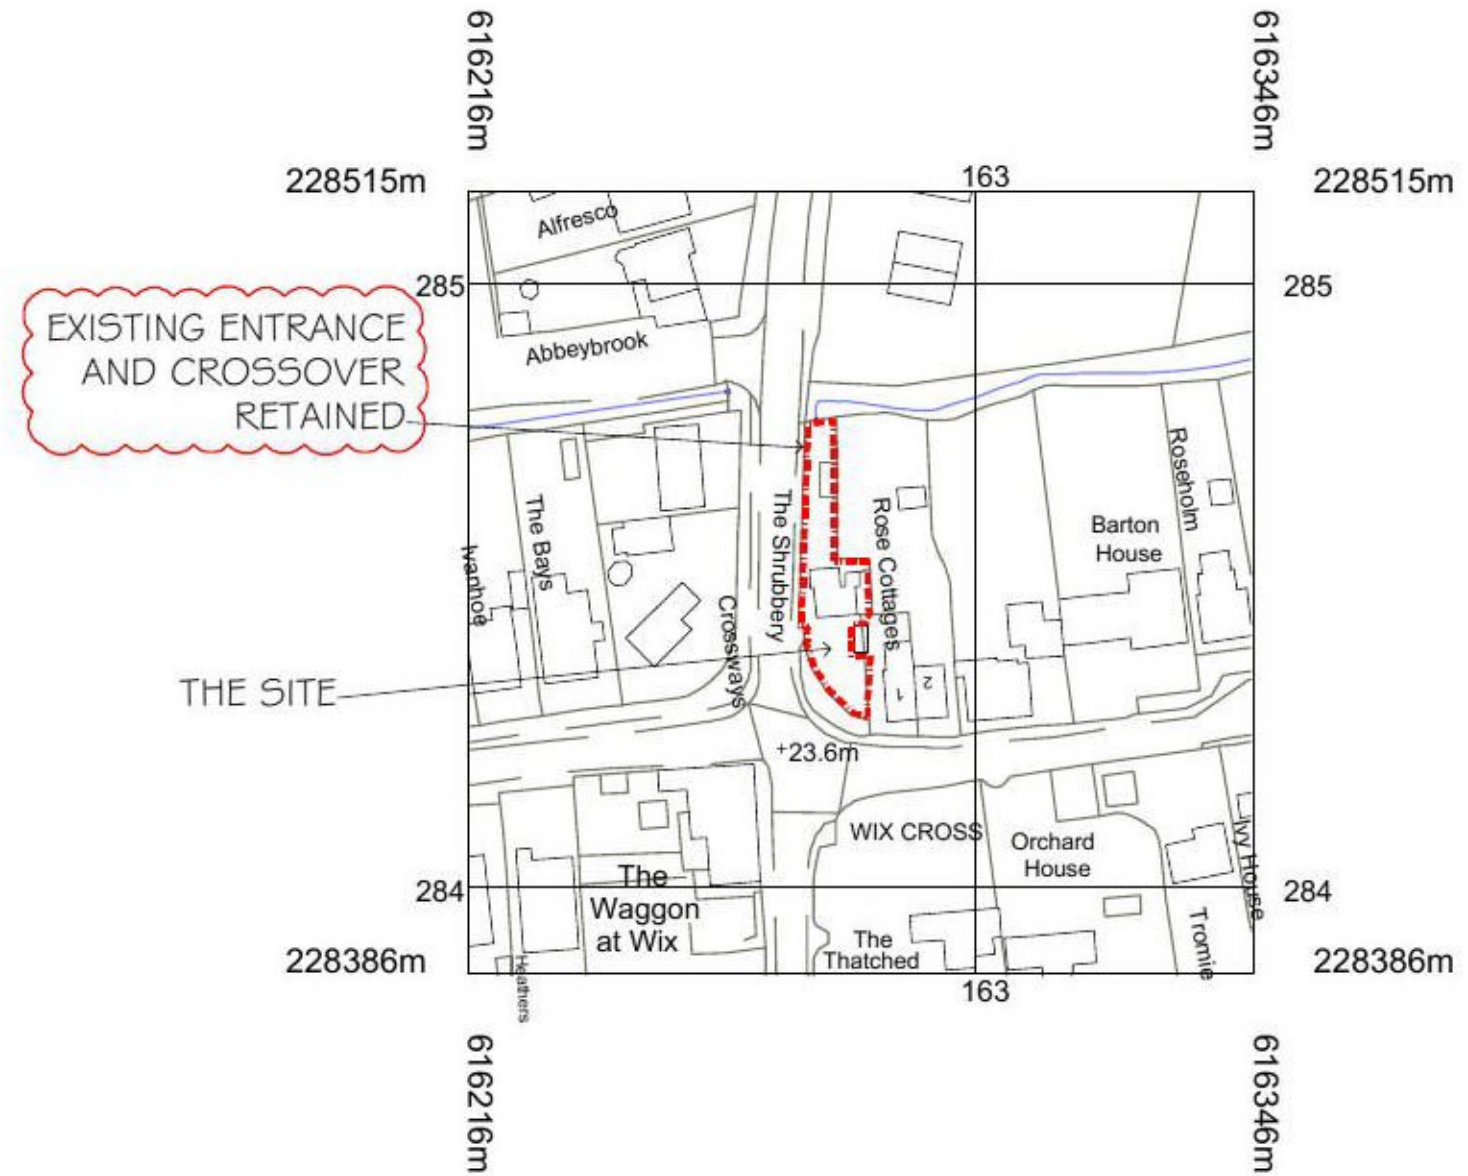 616216m
616346m
228515m
163
228515m
Alfresco
285
285
EXISTING ENTRANCE
AND CROSSOVER
RETAINED
Abbeybrook
The Shrubbery
Rose Cottages
Roseholm
Barton
House
The Bays
Ivanhoe
Crossways
THE SITE
1
2
+23.6m
WIX CROSS
Orchard
House
Ivy House
The
Waggon
at Wix
284
284
The
Thatched
Tromie
228386m
228386m
Heathers
163
616216m
616346m